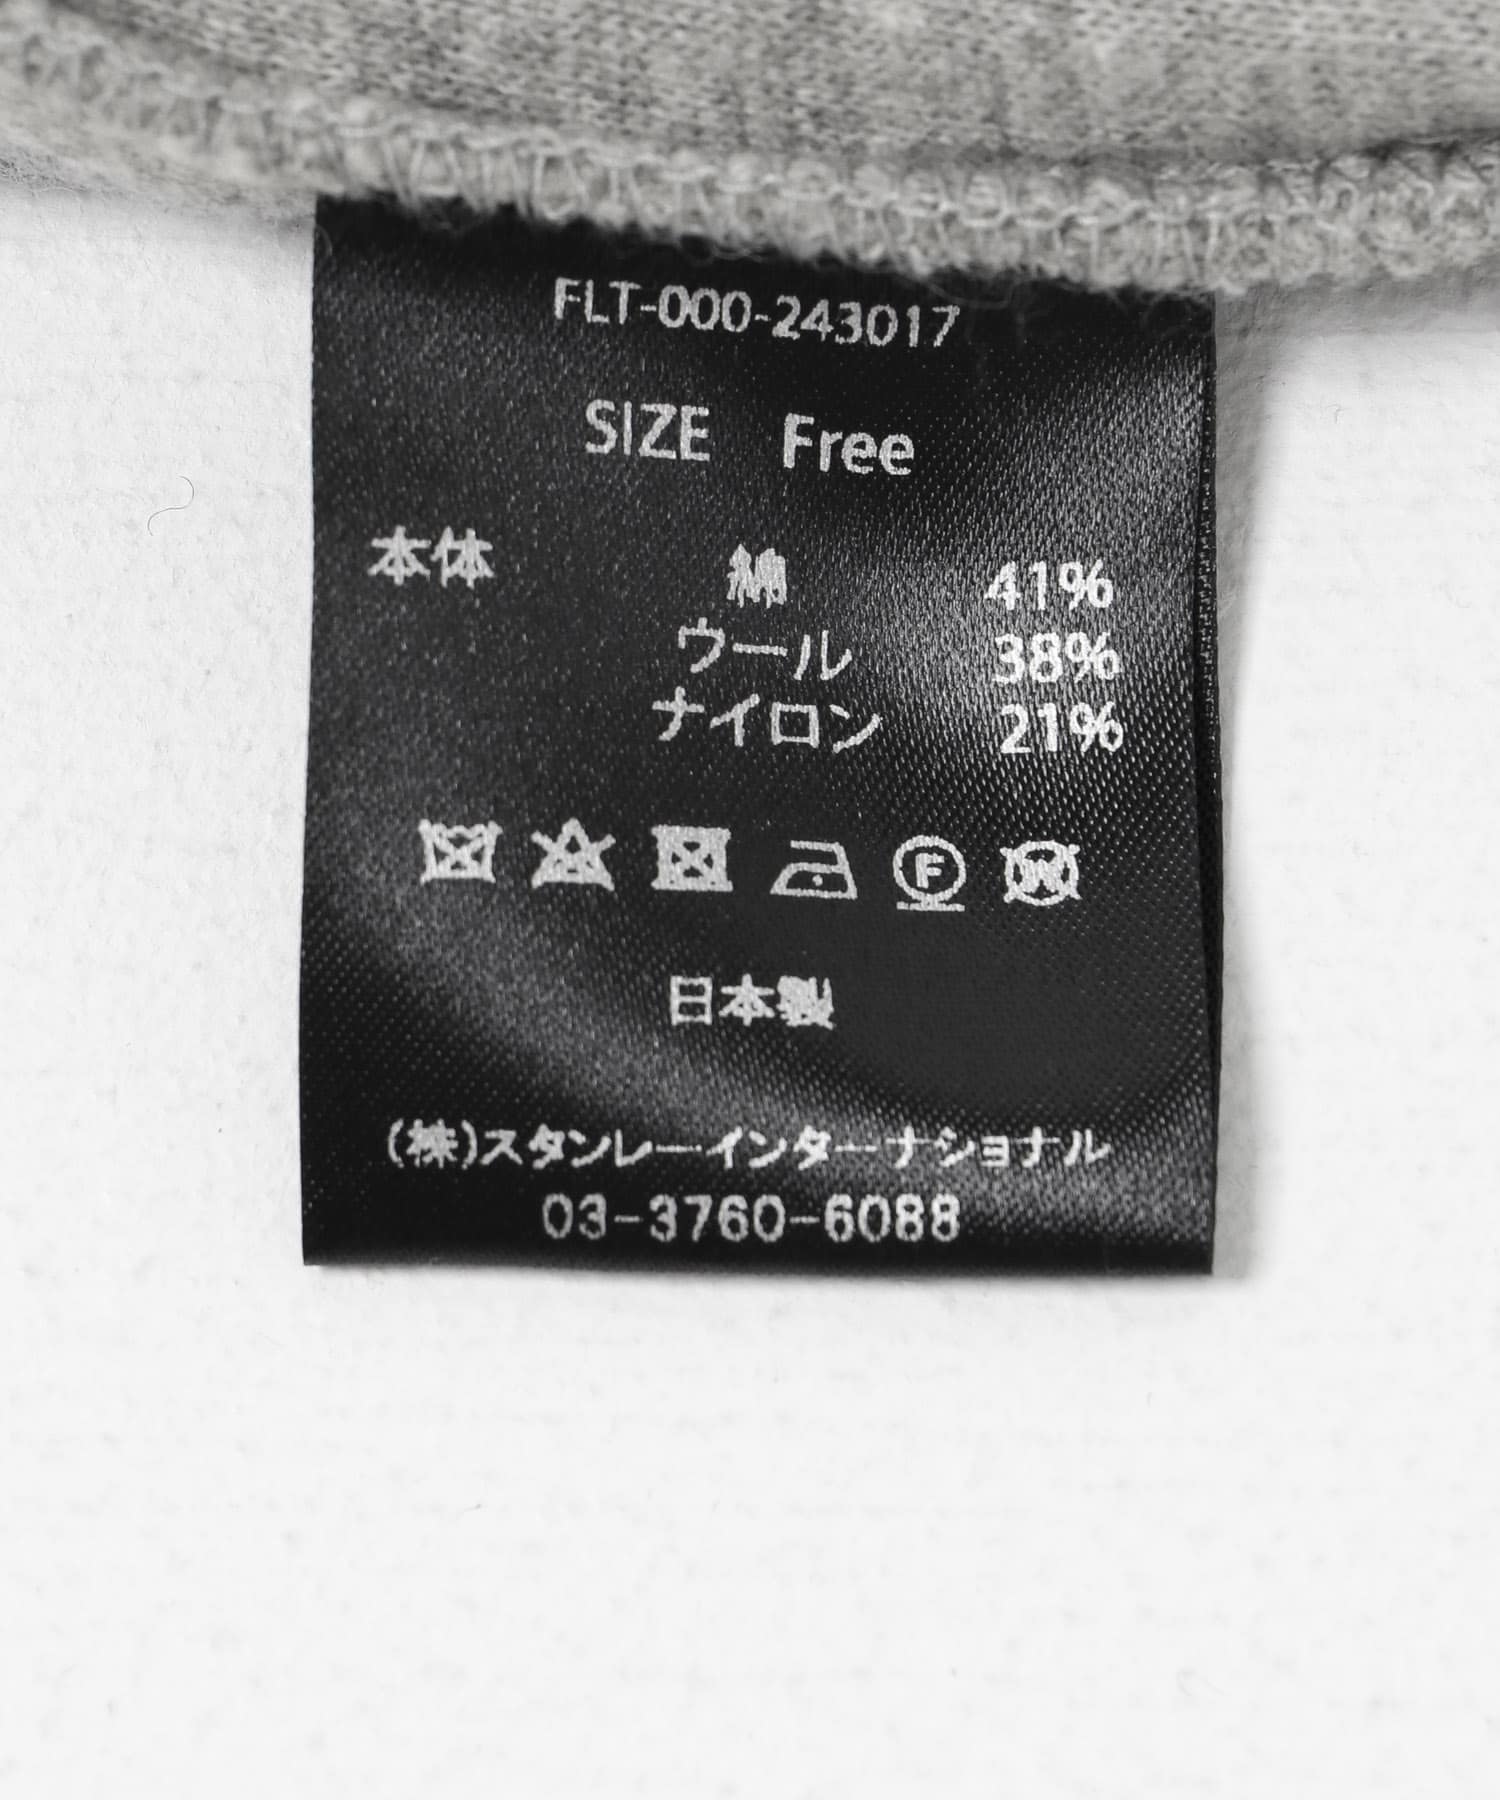 FLT-000-243017
SIZE Free
本体 綿 41%
ウール 38%
ナイロン 21%
日本製
(株)スタンレーインターナショナル
03-3760-6088